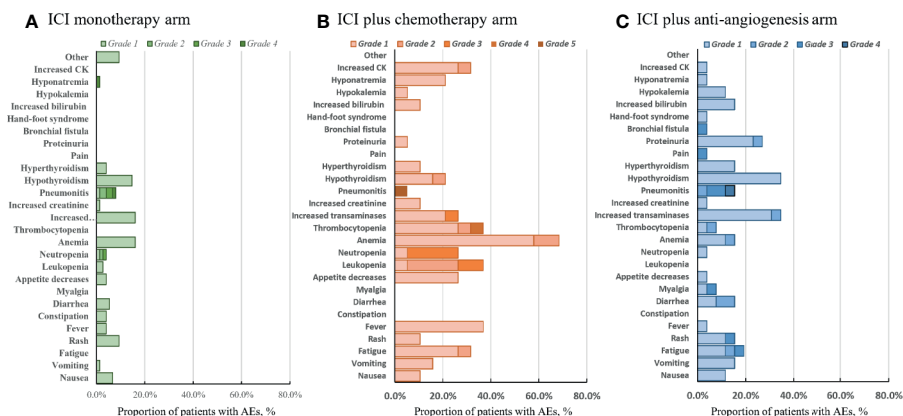 A ICI monotherapy arm
Grade 1 Grade 2 Grade 3 Grade 4
Other
Increased CK
Hyponatremia
Hypokalemia
Increased bilirubin
Hand-foot syndrome
Bronchial fistula
Proteinuria
Pain
Hyperthyroidism
Hypothyroidism
Pneumonitis
Increased creatinine
Increased…
Thrombocytopenia
Anemia
Neutropenia
Leukopenia
Appetite decreases
Myalgia
Diarrhea
Constipation
Fever
Rash
Fatigue
Vomiting
Nausea
0.0% 20.0% 40.0% 60.0% 80.0%
Proportion of patients with AEs, %
B ICI plus chemotherapy arm
Grade 1 Grade 2 Grade 3 Grade 4 Grade 5
Other
Increased CK
Hyponatremia
Hypokalemia
Increased bilirubin
Hand-foot syndrome
Bronchial fistula
Proteinuria
Pain
Hyperthyroidism
Hypothyroidism
Pneumonitis
Increased creatinine
Increased transaminases
Thrombocytopenia
Anemia
Neutropenia
Leukopenia
Appetite decreases
Myalgia
Diarrhea
Constipation
Fever
Rash
Fatigue
Vomiting
Nausea
0.0% 20.0% 40.0% 60.0% 80.0%
Proportion of patients with AEs, %
C ICI plus anti-angiogenesis arm
Grade 1 Grade 2 Grade 3 Grade 4
Other
Increased CK
Hyponatremia
Hypokalemia
Increased bilirubin
Hand-foot syndrome
Bronchial fistula
Proteinuria
Pain
Hyperthyroidism
Hypothyroidism
Pneumonitis
Increased creatinine
Increased transaminases
Thrombocytopenia
Anemia
Neutropenia
Leukopenia
Appetite decreases
Myalgia
Diarrhea
Constipation
Fever
Rash
Fatigue
Vomiting
Nausea
0.0% 20.0% 40.0% 60.0% 80.0%
Proportion of patients with AEs, %